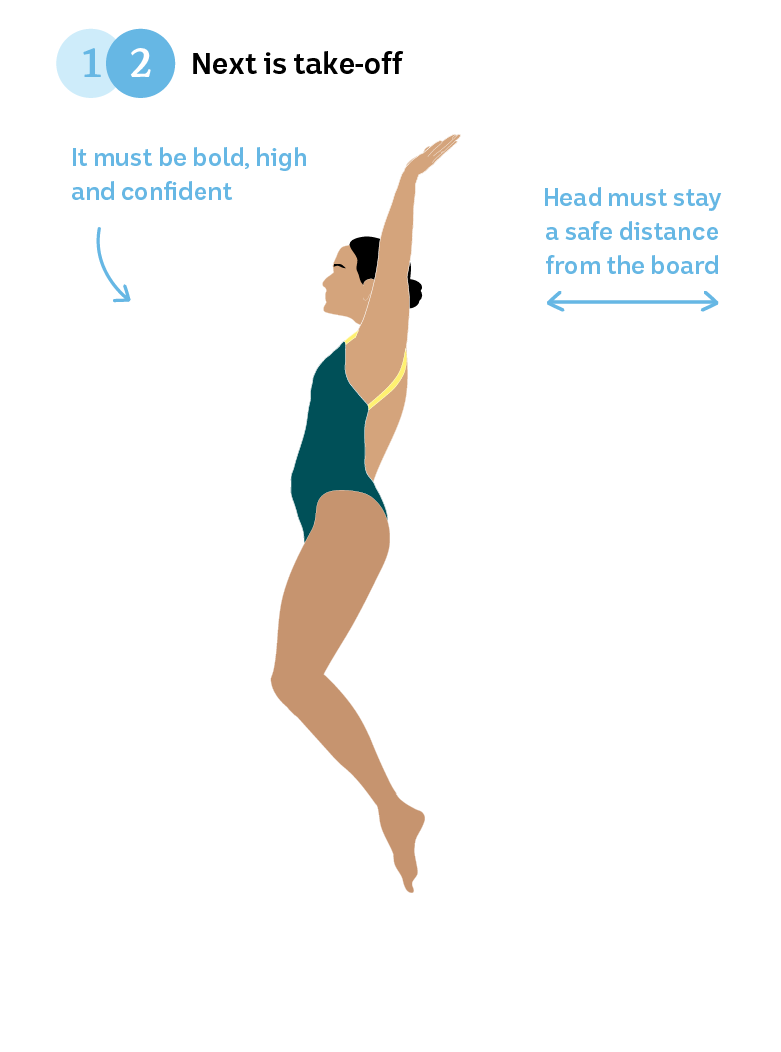 1 2 Next is take-off
It must be bold, high
and confident
Head must stay
a safe distance
from the board